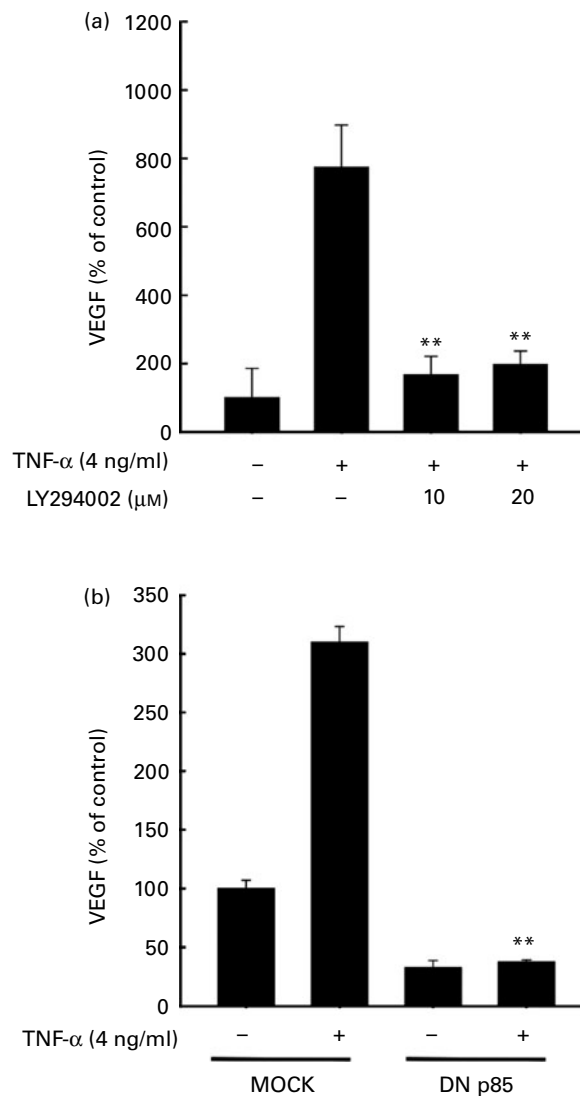 (a)
1200
1000
800
600
400
200
0
VEGF (% of control)
** **
TNF-α (4 ng/ml) – + + +
LY294002 (μM) – – 10 20
(b)
350
300
250
200
150
100
50
0
VEGF (% of control)
**
TNF-α (4 ng/ml) – + – +
MOCK DN p85